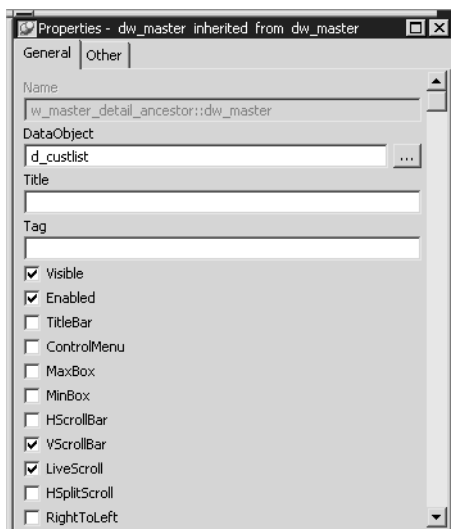 Properties - dw_master inherited from dw_master
General Other
Name
w_master_detail_ancestor::dw_master
DataObject
d_custlist
...
Title
Tag
Visible
Enabled
TitleBar
ControlMenu
MaxBox
MinBox
HScrollBar
VScrollBar
LiveScroll
HSplitScroll
RightToLeft